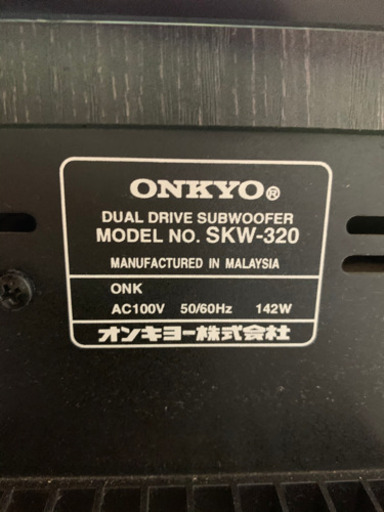 ONKYO®
DUAL DRIVE SUBWOOFER
MODEL NO. SKW-320
MANUFACTURED IN MALAYSIA
ONK
AC100V 50/60Hz 142W
オンキヨー株式会社